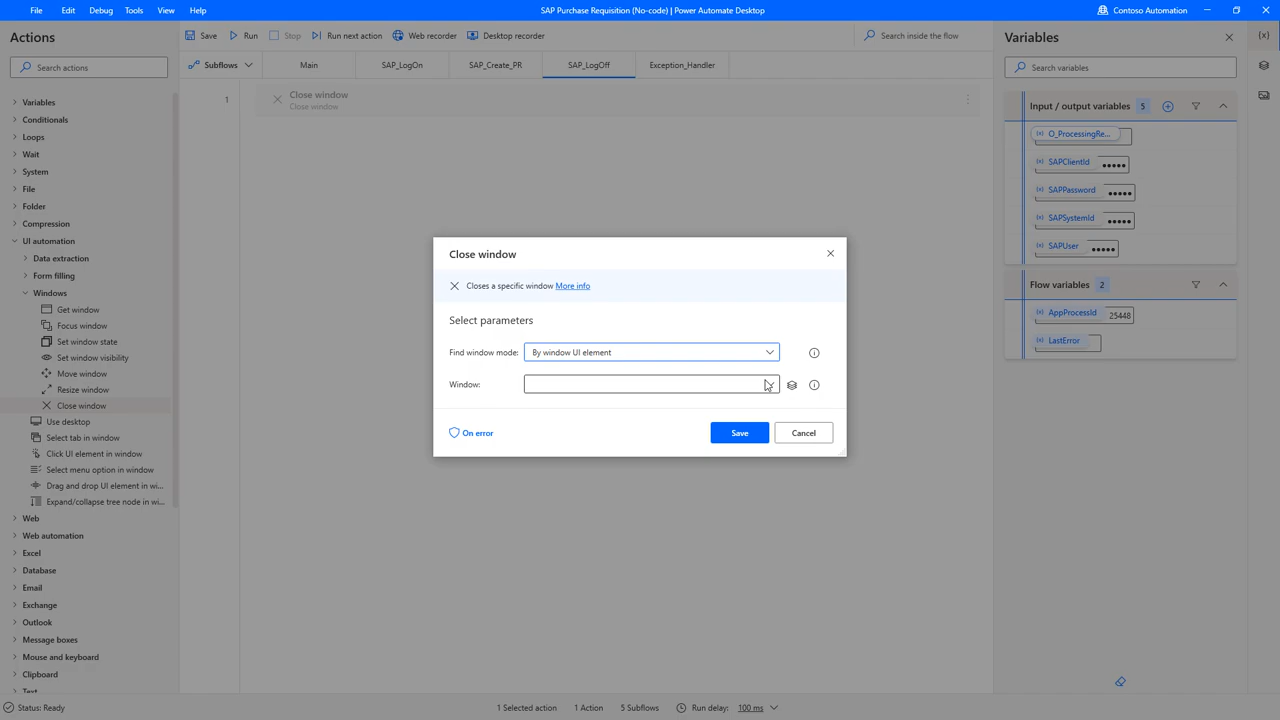 File Edit Debug Tools View Help
SAP Purchase Requisition (No-code) | Power Automate Desktop
Contoso Automation
Actions
Save Run Stop Run next action Web recorder Desktop recorder
Search inside the flow
Variables
{x}
Search actions
Subflows Main SAP_LogOn SAP_Create_PR SAP_LogOff Exception_Handler
Search variables
1
Close window
Close window
Variables
Conditionals
Loops
Wait
System
File
Folder
Compression
UI automation
Data extraction
Form filling
Windows
Get window
Focus window
Set window state
Set window visibility
Move window
Resize window
Close window
Use desktop
Select tab in window
Click UI element in window
Select menu option in window
Drag and drop UI element in wi...
Expand/collapse tree node in wi...
Web
Web automation
Excel
Database
Email
Exchange
Outlook
Message boxes
Mouse and keyboard
Clipboard
Text
Close window
Closes a specific window More info
Select parameters
Find window mode: By window UI element
Window:
On error
Save
Cancel
Input / output variables 5
{x} O_ProcessingRe...
{x} SAPClientId
{x} SAPPassword
{x} SAPSystemId
{x} SAPUser
Flow variables 2
{x} AppProcessId 25448
{x} LastError
Status: Ready
1 Selected action
1 Action
5 Subflows
Run delay: 100 ms